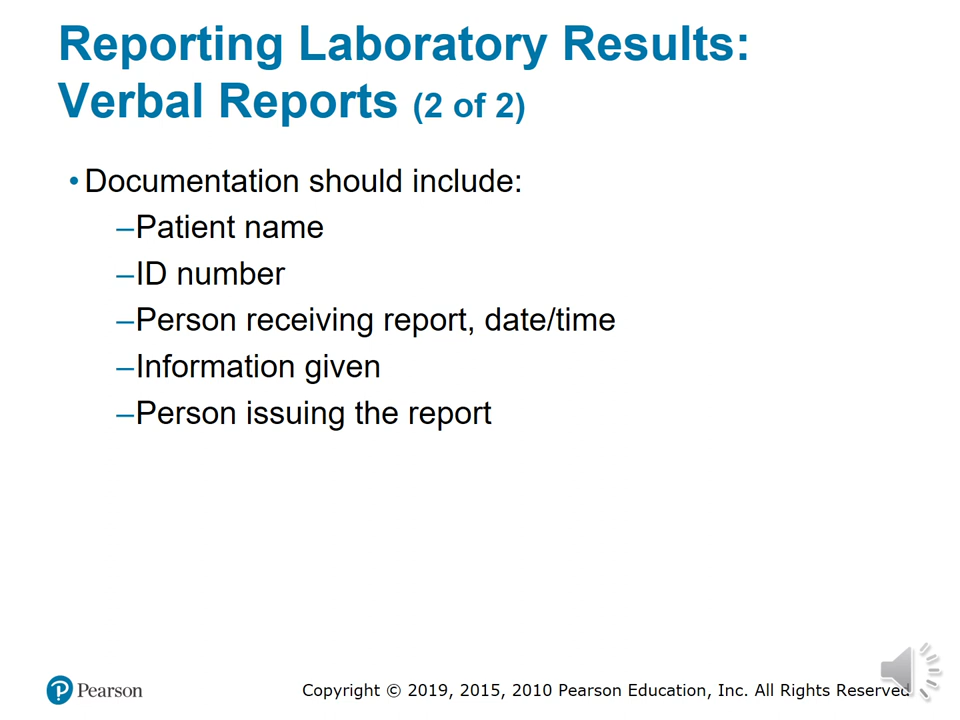 Reporting Laboratory Results:
Verbal Reports (2 of 2)
• Documentation should include:
–Patient name
–ID number
–Person receiving report, date/time
–Information given
–Person issuing the report
Pearson
Copyright © 2019, 2015, 2010 Pearson Education, Inc. All Rights Reserved